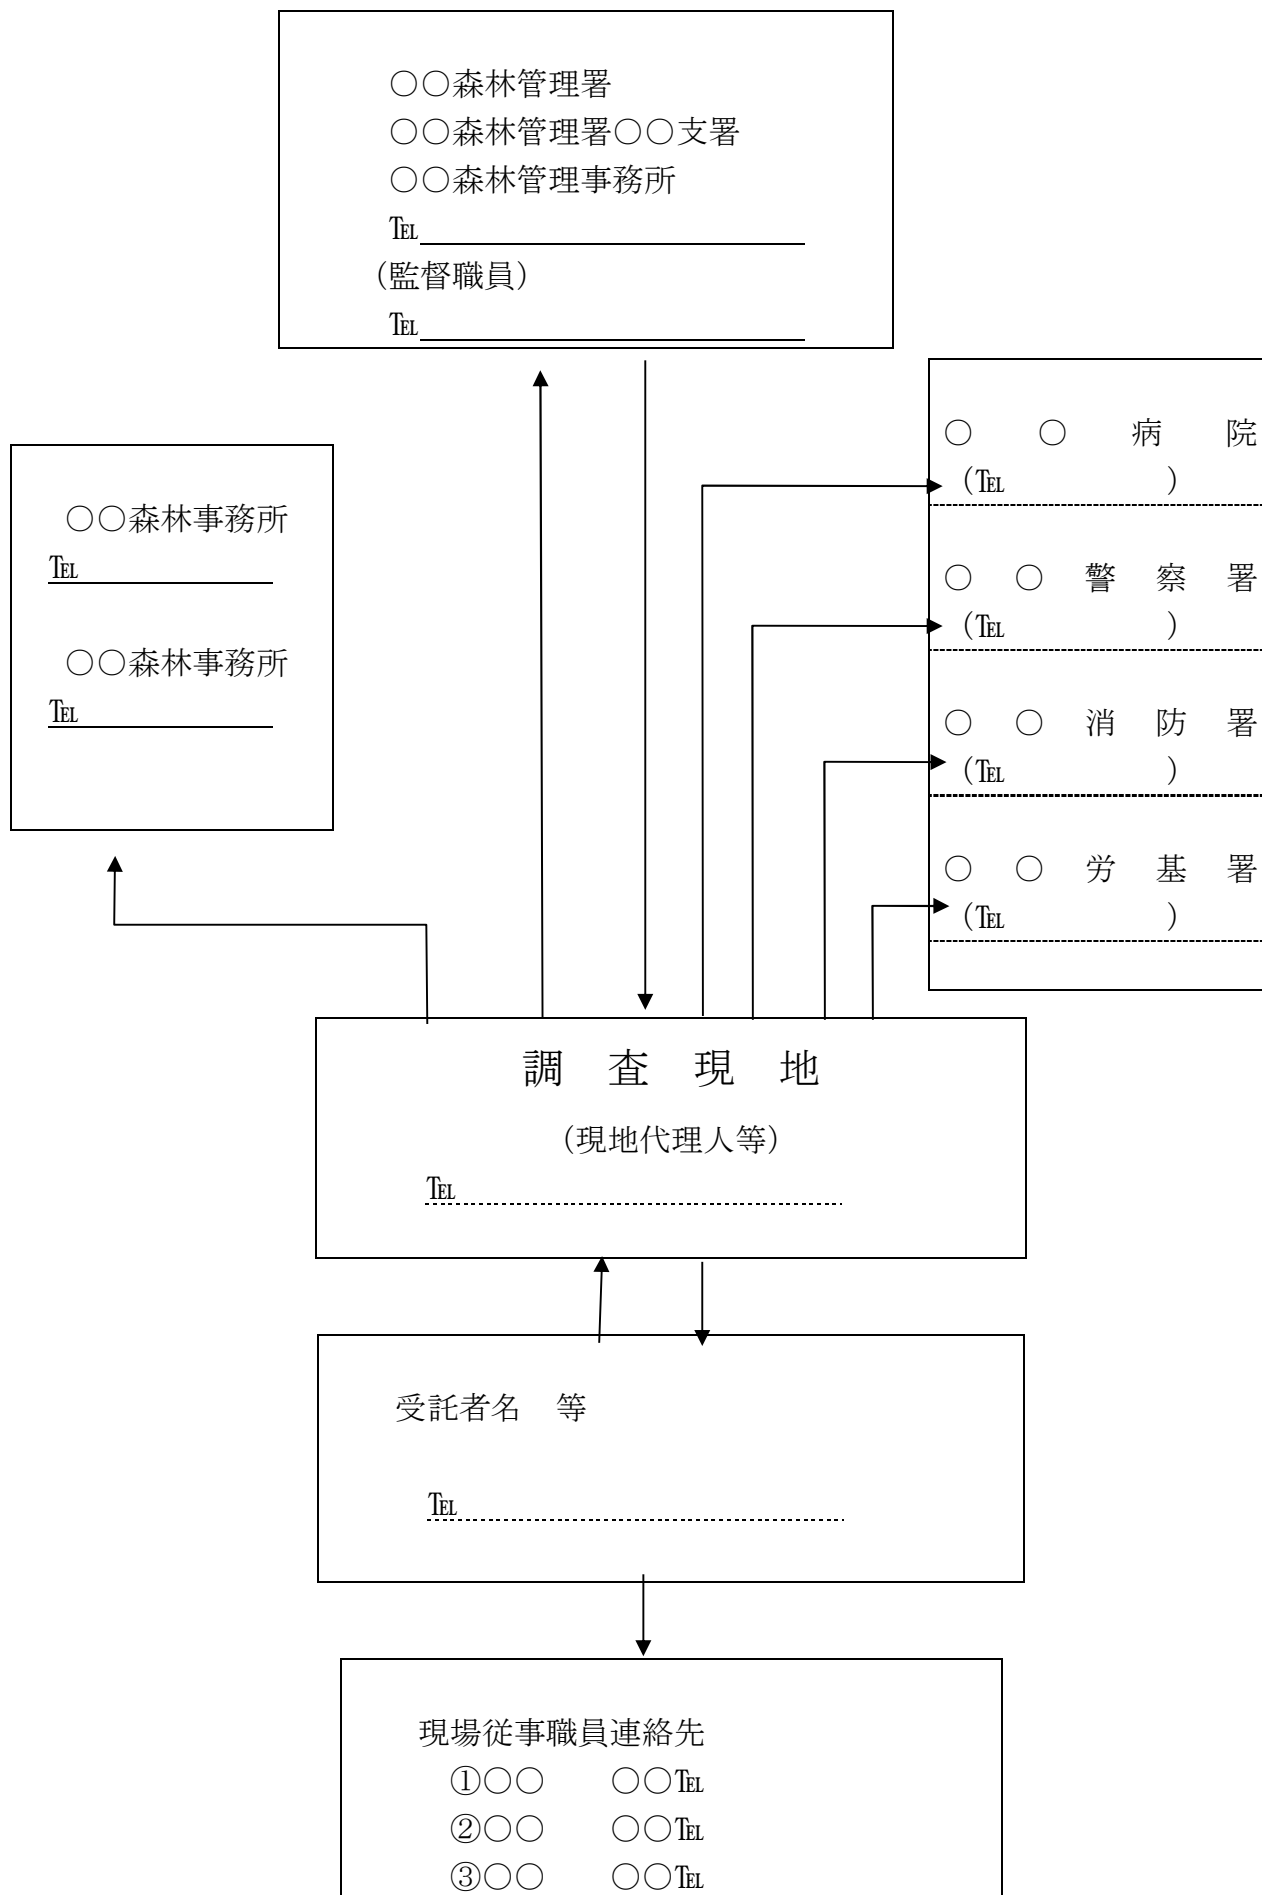 ○○森林管理署
○○森林管理署○○支署
○○森林管理事務所
℡
（監督職員）
℡
○　○　病　院
（℡　　　　　）
○　○　警　察　署
（℡　　　　　）
○　○　消　防　署
（℡　　　　　）
○　○　労　基　署
（℡　　　　　）
○○森林事務所
℡
○○森林事務所
℡
調　査　現　地
（現地代理人等）
℡
受託者名　等
℡
現場従事職員連絡先
①○○　　○○℡
②○○　　○○℡
③○○　　○○℡